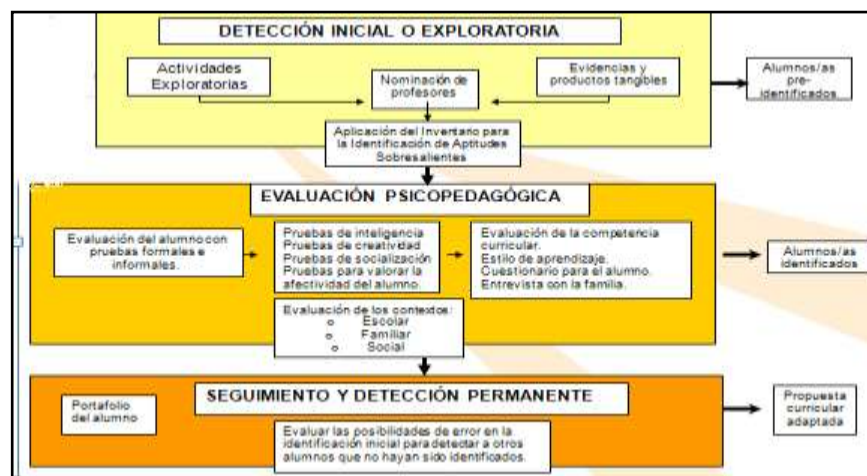 DETECCIÓN INICIAL O EXPLORATORIA
Actividades
Exploratorias
Nominación de
profesores
Evidencias y
productos tangibles
Alumnos/as
pre-
identificados
Aplicación del Inventario para
la Identificación de Aptitudes
Sobresalientes
EVALUACIÓN PSICOPEDAGÓGICA
Evaluación del alumno con
pruebas formales e
informales.
Pruebas de inteligencia
Pruebas de creatividad
Pruebas de socialización
Pruebas para valorar la
afectividad del alumno.
Evaluación de la competencia
curricular.
Estilo de aprendizaje.
Cuestionario para el alumno.
Entrevista con la familia.
Alumnos/as
identificados
Evaluación de los contextos:
o Escolar
o Familiar
o Social
SEGUIMIENTO Y DETECCIÓN PERMANENTE
Portafolio
del alumno
Evaluar las posibilidades de error en la
identificación inicial para detectar a otros
alumnos que no hayan sido identificados.
Propuesta
curricular
adaptada